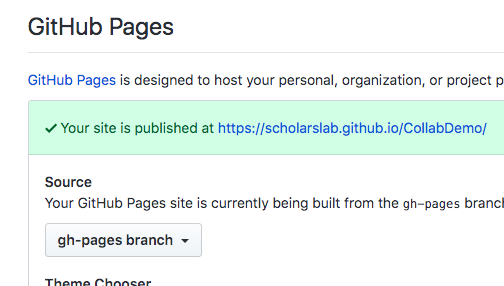 GitHub Pages
GitHub Pages is designed to host your personal, organization, or project p
Your site is published at https://scholarslab.github.io/CollabDemo/
Source
Your GitHub Pages site is currently being built from the gh-pages branch
gh-pages branch
Theme Chooser